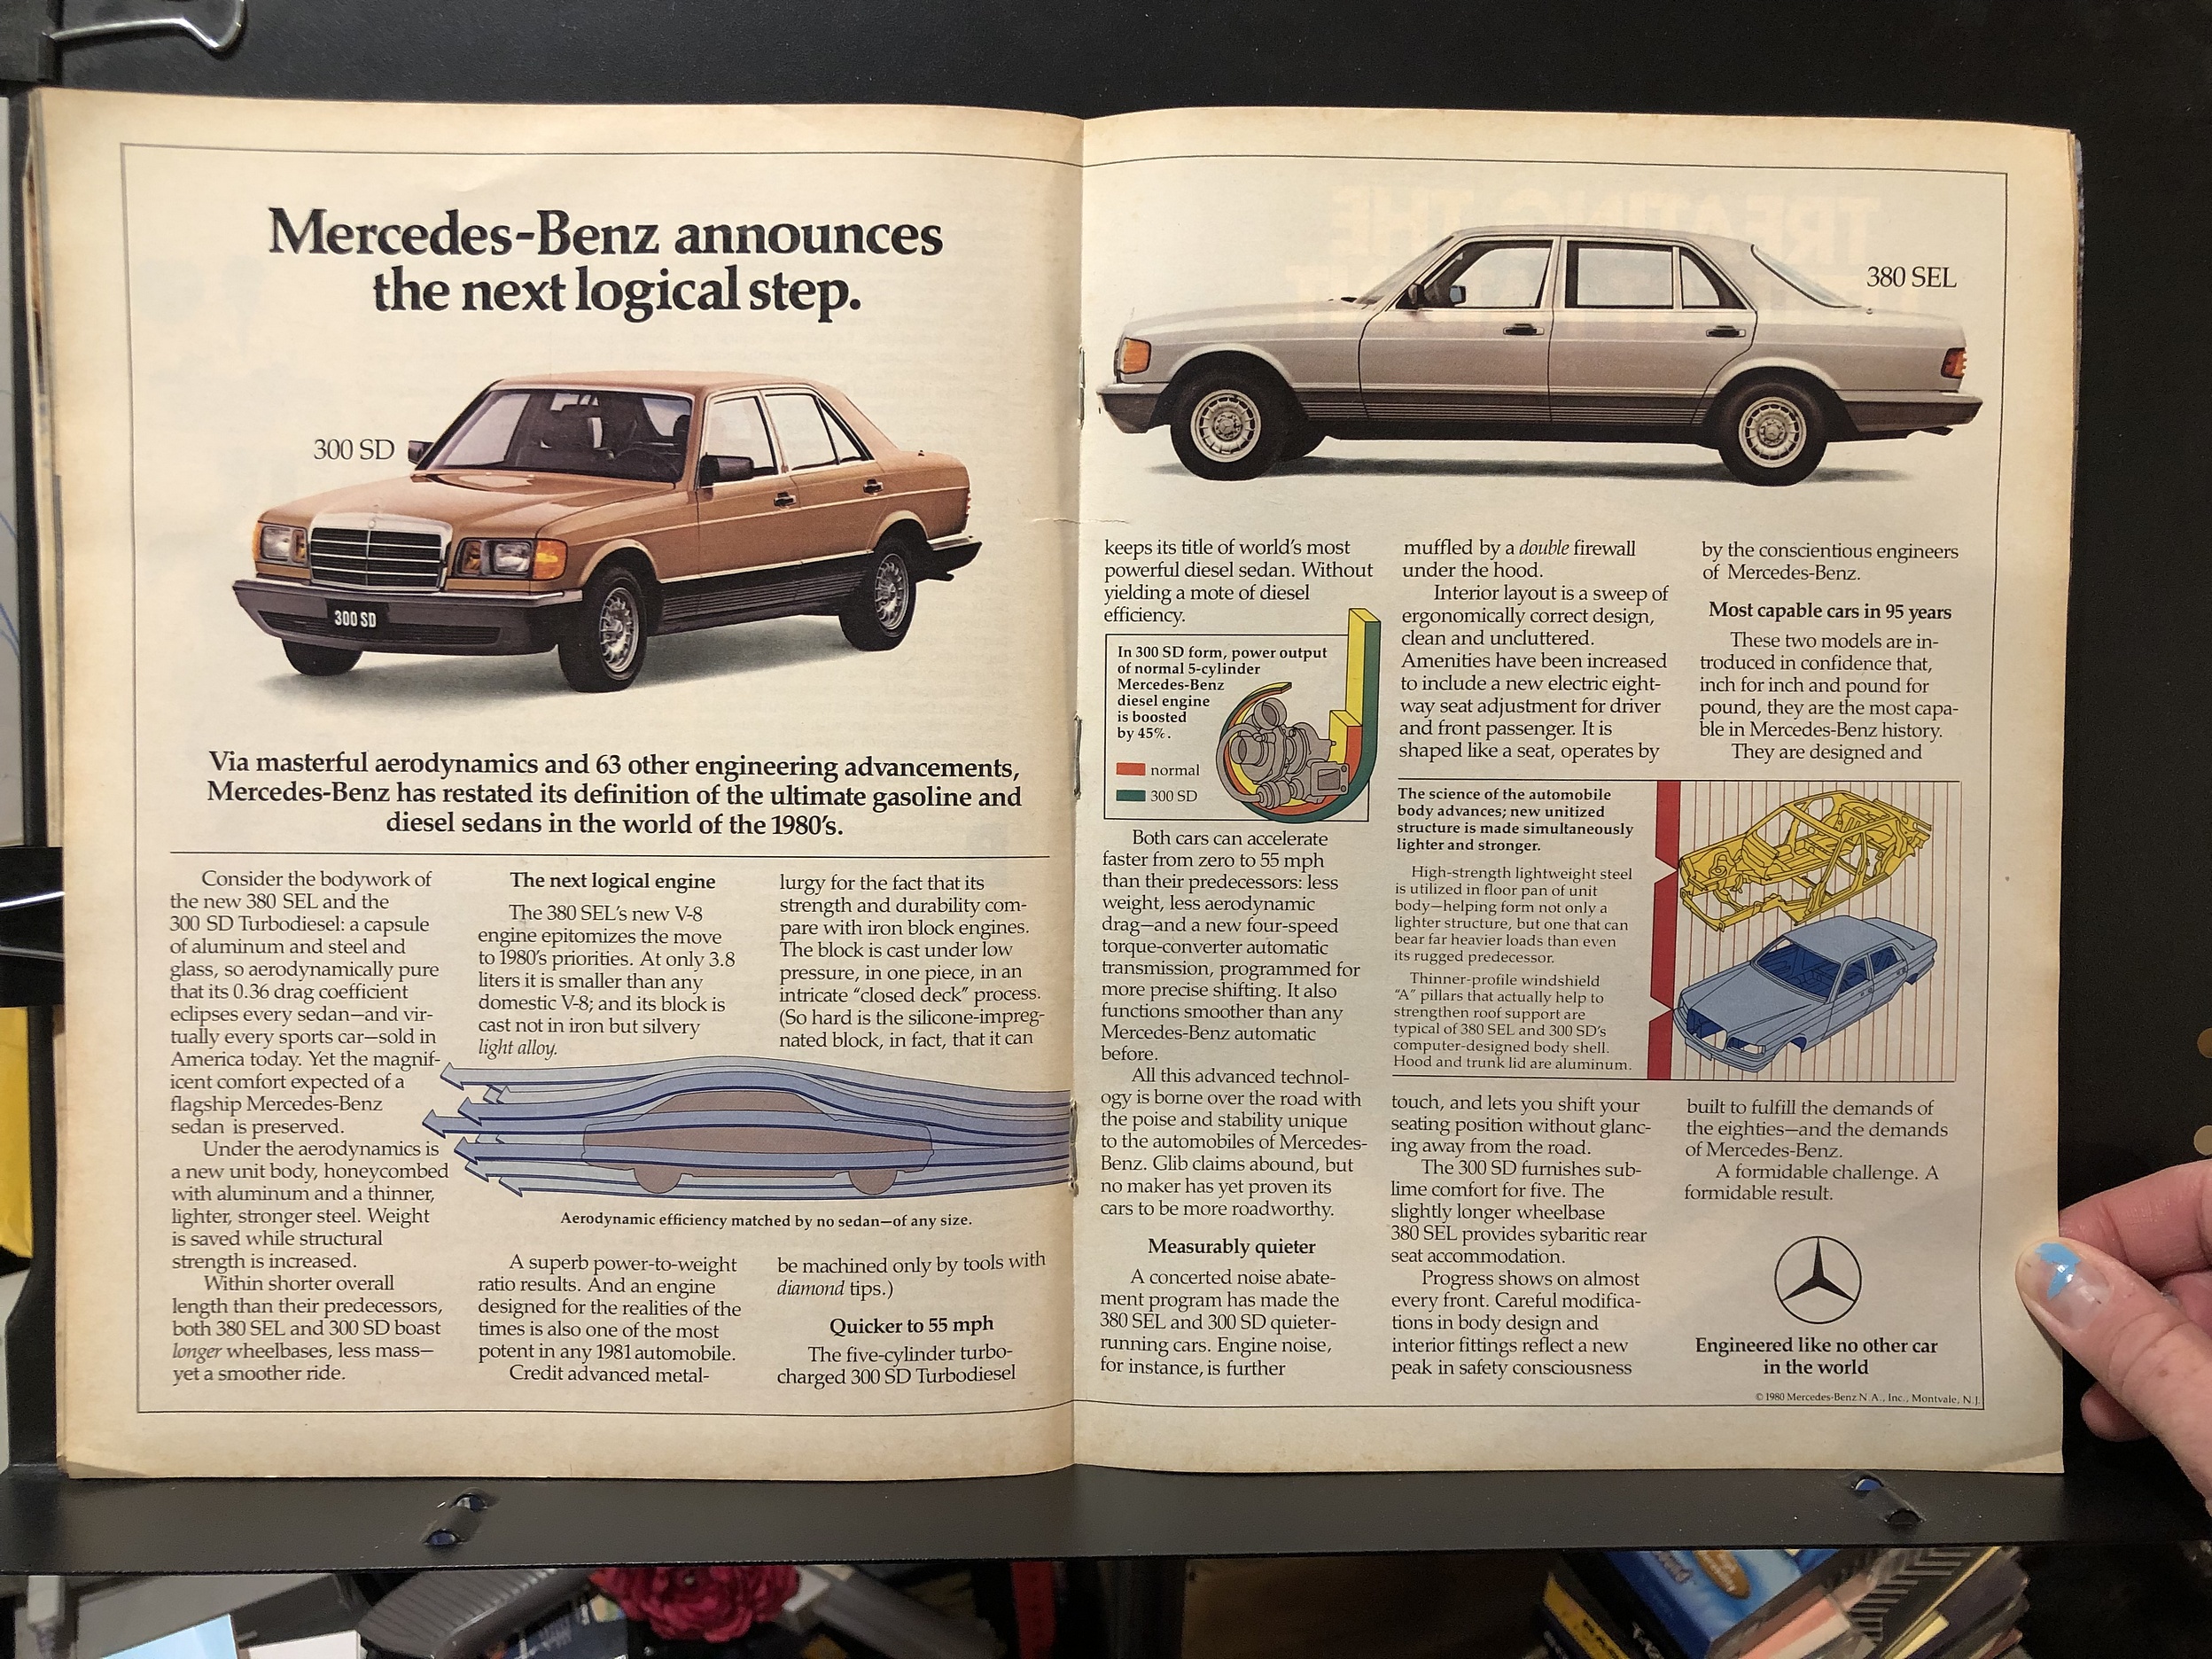 Mercedes-Benz announces
the next logical step.
300 SD
300 SD
Via masterful aerodynamics and 63 other engineering advancements,
Mercedes-Benz has restated its definition of the ultimate gasoline and
diesel sedans in the world of the 1980's.
Consider the bodywork of
the new 380 SEL and the
300 SD Turbodiesel: a capsule
of aluminum and steel and
glass, so aerodynamically pure
that its 0.36 drag coefficient
eclipses every sedan—and vir-
tually every sports car—sold in
America today. Yet the magnif-
icent comfort expected of a
flagship Mercedes-Benz
sedan is preserved.
Under the aerodynamics is
a new unit body, honeycombed
with aluminum and a thinner,
lighter, stronger steel. Weight
is saved while structural
strength is increased.
Within shorter overall
length than their predecessors,
both 380 SEL and 300 SD boast
longer wheelbases, less mass—
yet a smoother ride.
The next logical engine
The 380 SEL's new V-8
engine epitomizes the move
to 1980's priorities. At only 3.8
liters it is smaller than any
domestic V-8; and its block is
cast not in iron but silvery
light alloy.
Aerodynamic efficiency matched by no sedan—of any size.
A superb power-to-weight
ratio results. And an engine
designed for the realities of the
times is also one of the most
potent in any 1981 automobile.
Credit advanced metal-
lurgy for the fact that its
strength and durability com-
pare with iron block engines.
The block is cast under low
pressure, in one piece, in an
intricate "closed deck" process.
(So hard is the silicone-impreg-
nated block, in fact, that it can
be machined only by tools with
diamond tips.)
Quicker to 55 mph
The five-cylinder turbo-
charged 300 SD Turbodiesel
380 SEL
keeps its title of world's most
powerful diesel sedan. Without
yielding a mote of diesel
efficiency.
In 300 SD form, power output
of normal 5-cylinder
Mercedes-Benz
diesel engine
is boosted
by 45%.
normal
300 SD
Both cars can accelerate
faster from zero to 55 mph
than their predecessors: less
weight, less aerodynamic
drag—and a new four-speed
torque-converter automatic
transmission, programmed for
more precise shifting. It also
functions smoother than any
Mercedes-Benz automatic
before.
All this advanced technol-
ogy is borne over the road with
the poise and stability unique
to the automobiles of Mercedes-
Benz. Glib claims abound, but
no maker has yet proven its
cars to be more roadworthy.
Measurably quieter
A concerted noise abate-
ment program has made the
380 SEL and 300 SD quieter-
running cars. Engine noise,
for instance, is further
muffled by a double firewall
under the hood.
Interior layout is a sweep of
ergonomically correct design,
clean and uncluttered.
Amenities have been increased
to include a new electric eight-
way seat adjustment for driver
and front passenger. It is
shaped like a seat, operates by
The science of the automobile
body advances; new unitized
structure is made simultaneously
lighter and stronger.
High-strength lightweight steel
is utilized in floor pan of unit
body—helping form not only a
lighter structure, but one that can
bear far heavier loads than even
its rugged predecessor.
Thinner-profile windshield
"A" pillars that actually help to
strengthen roof support are
typical of 380 SEL and 300 SD's
computer-designed body shell.
Hood and trunk lid are aluminum.
touch, and lets you shift your
seating position without glanc-
ing away from the road.
The 300 SD furnishes sub-
lime comfort for five. The
slightly longer wheelbase
380 SEL provides sybaritic rear
seat accommodation.
Progress shows on almost
every front. Careful modifica-
tions in body design and
interior fittings reflect a new
peak in safety consciousness
by the conscientious engineers
of Mercedes-Benz.
Most capable cars in 95 years
These two models are in-
troduced in confidence that,
inch for inch and pound for
pound, they are the most capa-
ble in Mercedes-Benz history.
They are designed and
built to fulfill the demands of
the eighties—and the demands
of Mercedes-Benz.
A formidable challenge. A
formidable result.
Engineered like no other car
in the world
© 1980 Mercedes-Benz N.A., Inc., Montvale, N.J.